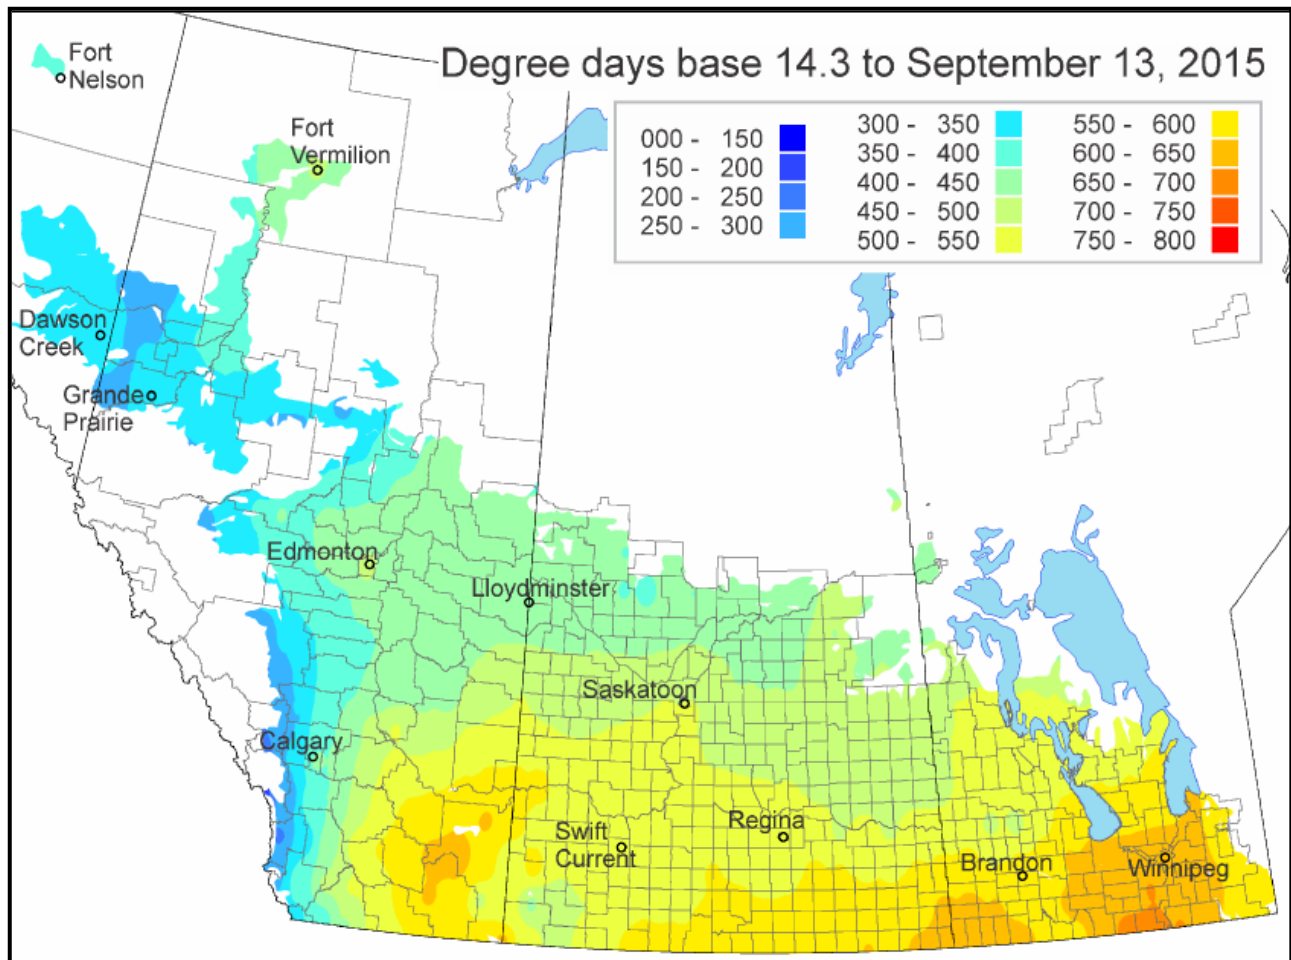 Degree days base 14.3 to September 13, 2015
000 - 150
150 - 200
200 - 250
250 - 300
300 - 350
350 - 400
400 - 450
450 - 500
500 - 550
550 - 600
600 - 650
650 - 700
700 - 750
750 - 800
Fort
Nelson
Fort
Vermilion
Dawson
Creek
Grande
Prairie
Edmonton
Lloydminster
Saskatoon
Calgary
Swift
Current
Regina
Brandon
Winnipeg